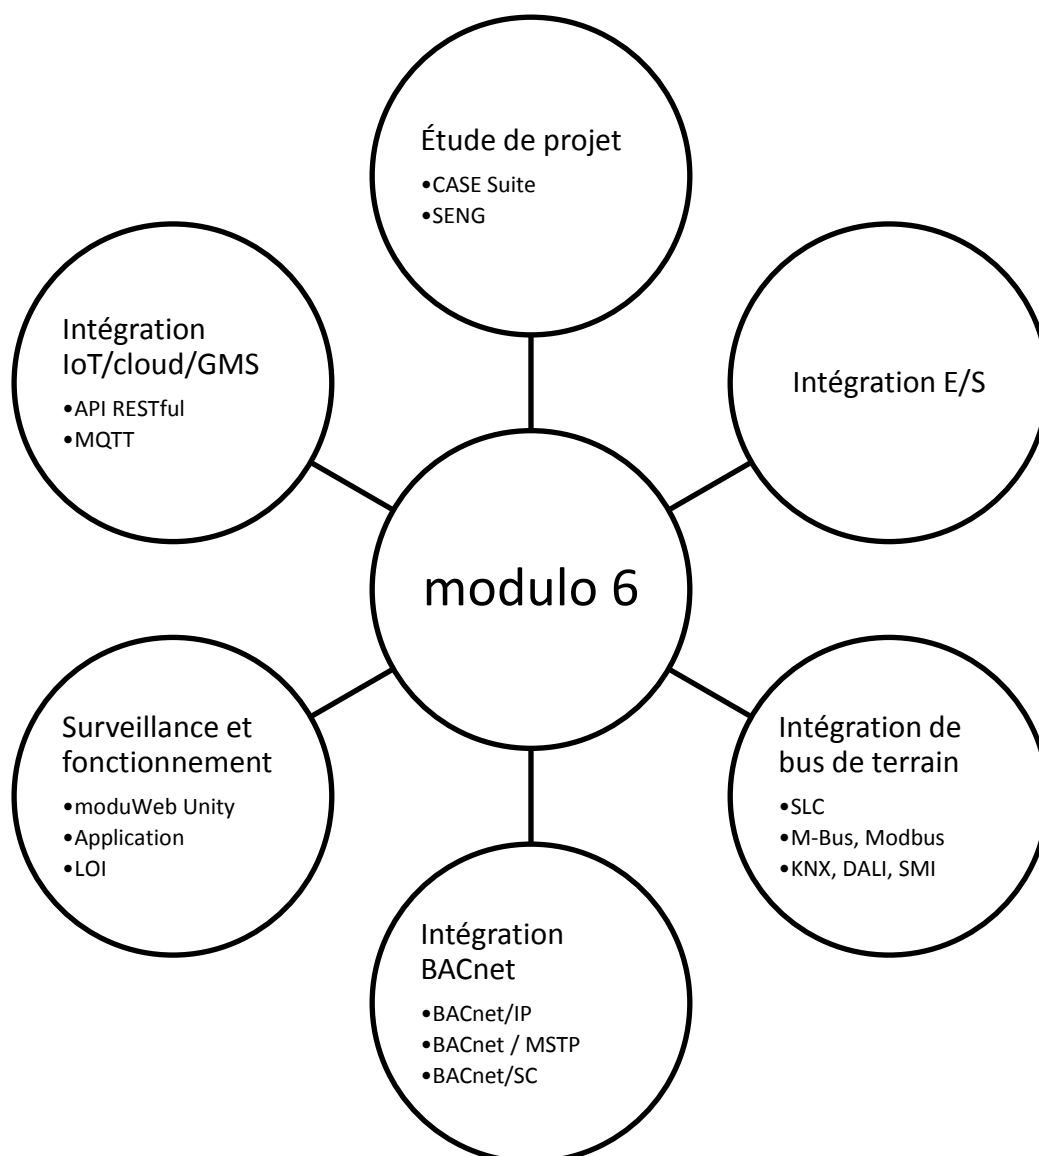 Étude de projet
•CASE Suite
•SENG
Intégration
IoT/cloud/GMS
•API RESTful
•MQTT
Intégration E/S
modulo 6
Surveillance et
fonctionnement
•moduWeb Unity
•Application
•LOI
Intégration de
bus de terrain
•SLC
•M-Bus, Modbus
•KNX, DALI, SMI
Intégration
BACnet
•BACnet/IP
•BACnet / MSTP
•BACnet/SC